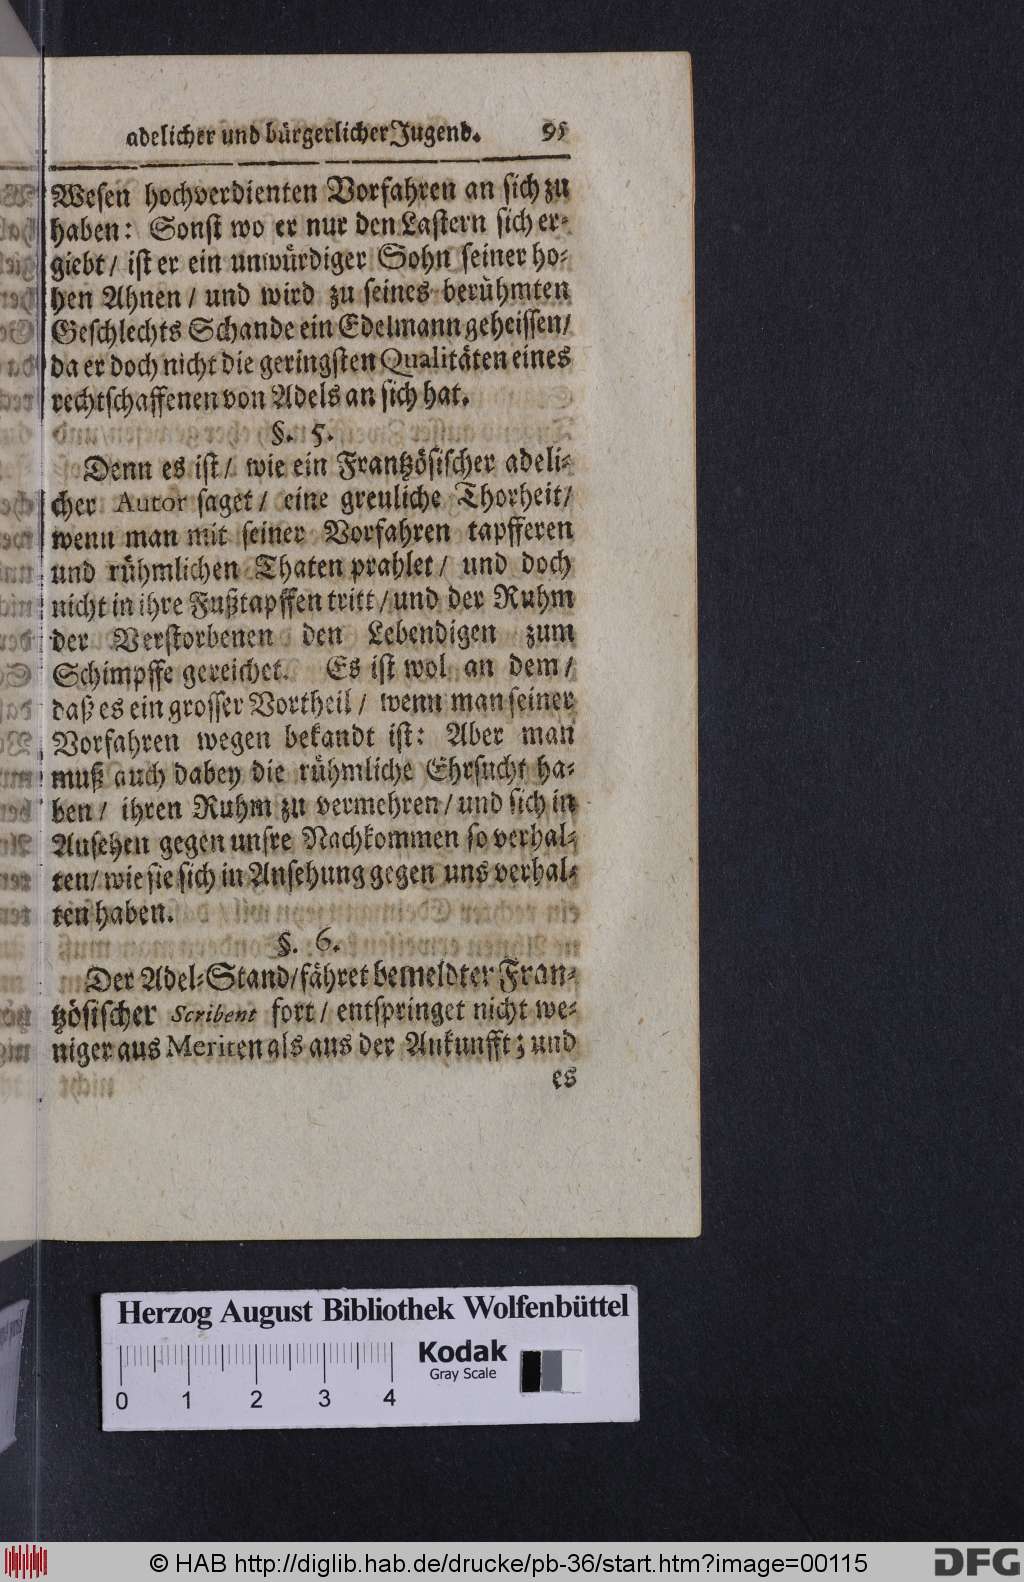 adelicher und bürgerlicher Jugend. 95
Wesen hochverdienten Vorfahren an sich zu
haben: Sonst wo er nur den Lastern sich er-
giebt / ist er ein unwürdiger Sohn seiner ho-
hen Ahnen / und wird zu seines berühmten
Geschlechts Schande ein Edelmann geheissen /
da er doch nicht die geringsten Qualitäten eines
rechtschaffenen von Adels an sich hat.
§. 5.
Denn es ist / wie ein Frantzösischer adeli-
cher Autor saget / eine greuliche Thorheit /
wenn man mit seiner Vorfahren tapfferen
und rühmlichen Thaten prahlet / und doch
nicht in ihre Fußtapffen tritt / und der Ruhm
der Verstorbenen den Lebendigen zum
Schimpffe gereichet. Es ist wol an dem /
daß es ein grosser Vortheil / wenn man seiner
Vorfahren wegen bekandt ist: Aber man
muß auch dabey die rühmliche Ehrsucht ha-
ben / ihren Ruhm zu vermehren / und sich in
Ansehen gegen unsre Nachkommen so verhal-
ten / wie sie sich in Ansehung gegen uns verhal-
ten haben.
§. 6.
Der Adel-Stand / fähret bemeldter Fran-
tzösischer Scribent fort / entspringet nicht we-
niger aus Meriten als aus der Ankunfft; und
es
Herzog August Bibliothek Wolfenbüttel
Kodak
Gray Scale
0 1 2 3 4
© HAB http://diglib.hab.de/drucke/pb-36/start.htm?image=00115
DFG